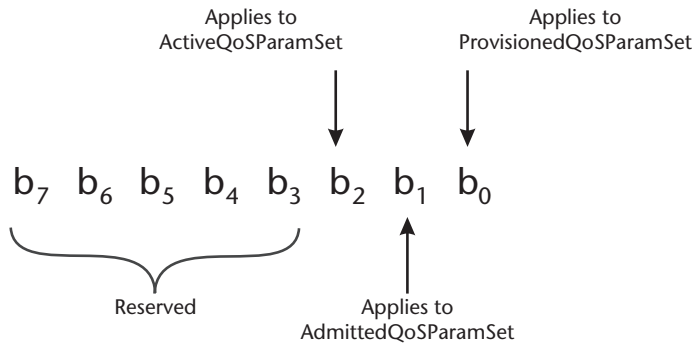 Applies to
ActiveQoSParamSet
Applies to
ProvisionedQoSParamSet
b7 b6 b5 b4 b3 b2 b1 b0
Reserved
Applies to
AdmittedQoSParamSet